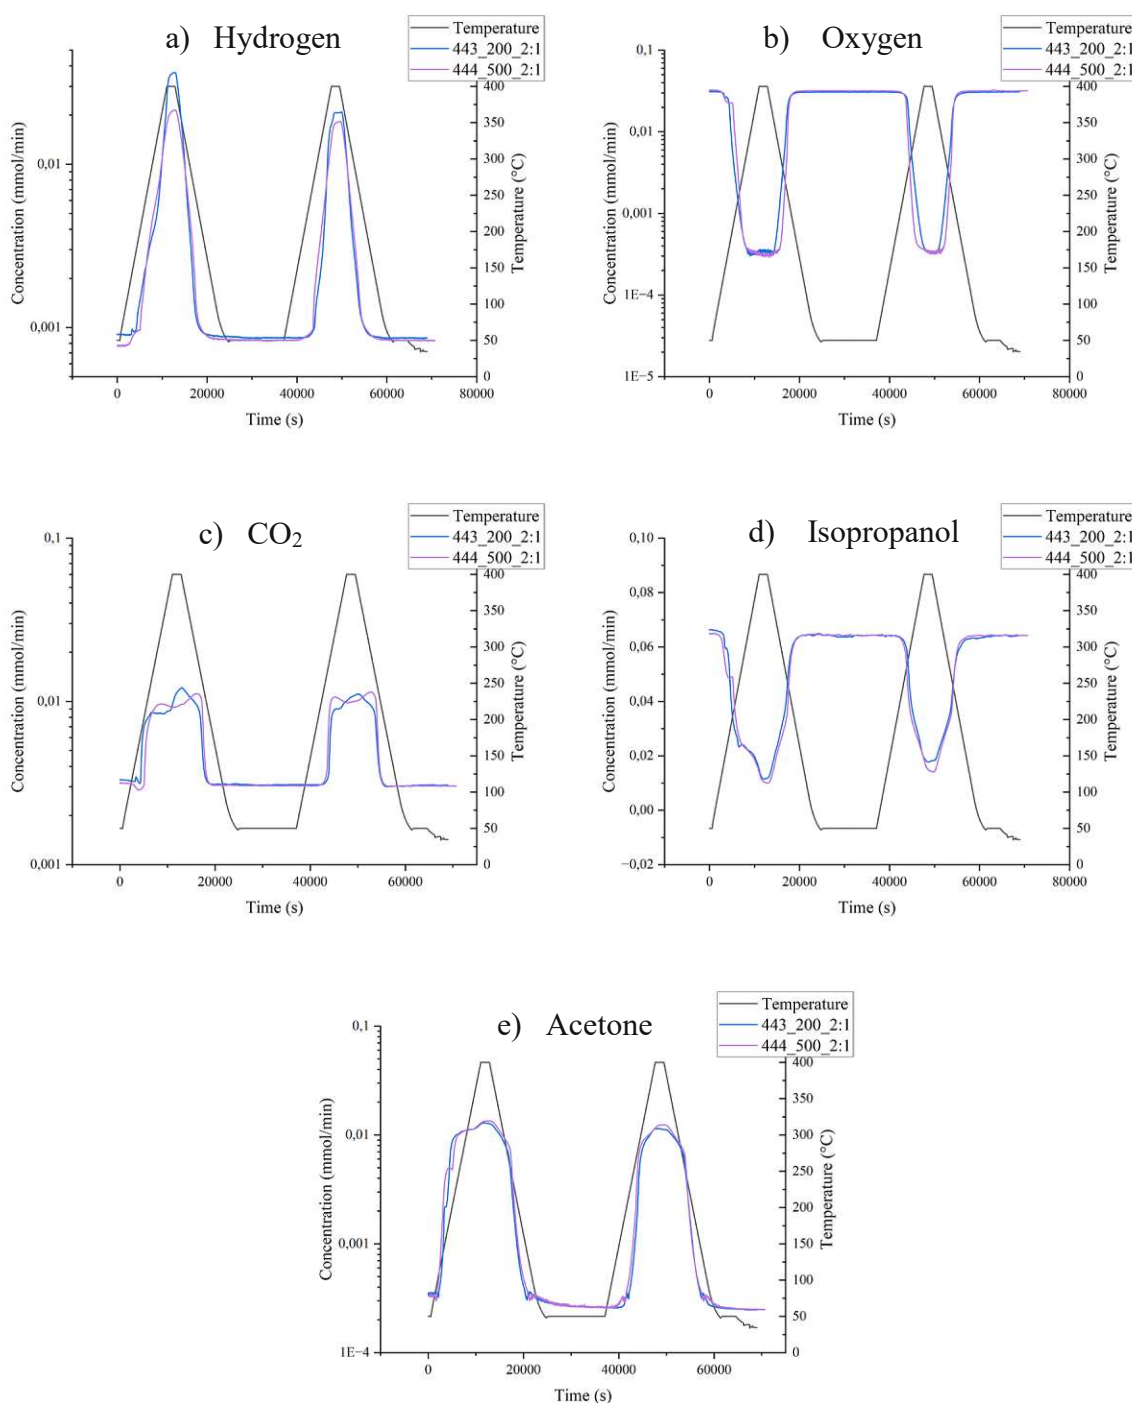 a) Hydrogen
Temperature
443_200_2:1
444_500_2:1
0,01
0,001
Concentration (mmol/min)
400
350
300
250
200
150
100
50
0
Temperature (°C)
0 20000 40000 60000 80000
Time (s)
b) Oxygen
Temperature
443_200_2:1
444_500_2:1
0,1
0,01
0,001
1E−4
1E−5
Concentration (mmol/min)
400
350
300
250
200
150
100
50
0
Temperature (°C)
0 20000 40000 60000 80000
Time (s)
c) CO₂
Temperature
443_200_2:1
444_500_2:1
0,1
0,01
0,001
Concentration (mmol/min)
400
350
300
250
200
150
100
50
0
Temperature (°C)
0 20000 40000 60000
Time (s)
d) Isopropanol
Temperature
443_200_2:1
444_500_2:1
0,10
0,08
0,06
0,04
0,02
0,00
−0,02
Concentration (mmol/min)
400
350
300
250
200
150
100
50
0
Temperature (°C)
0 20000 40000 60000 80000
Time (s)
e) Acetone
Temperature
443_200_2:1
444_500_2:1
0,1
0,01
0,001
1E−4
Concentration (mmol/min)
400
350
300
250
200
150
100
50
0
Temperature (°C)
0 20000 40000 60000
Time (s)